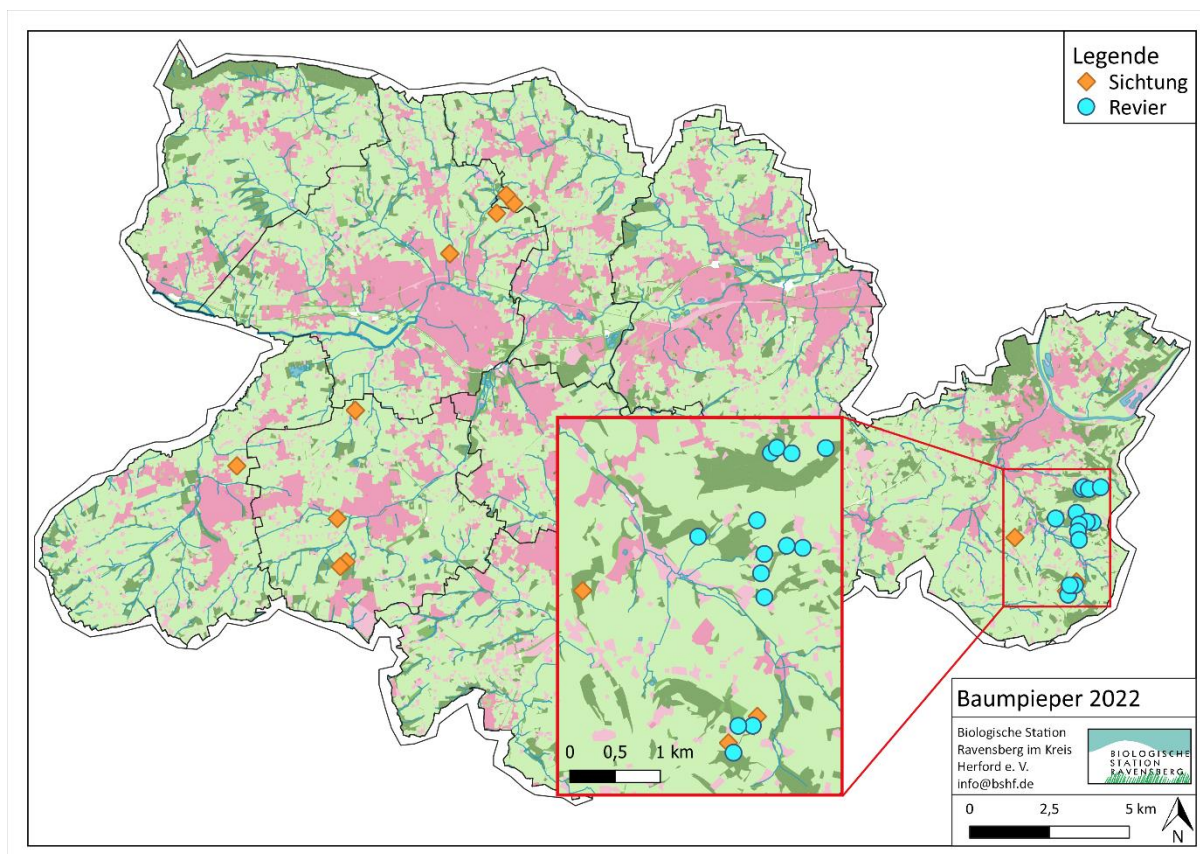 Legende
Sichtung
Revier
0 0,5 1 km
Baumpieper 2022
Biologische Station
Ravensberg im Kreis
Herford e. V.
info@bshf.de
BIOLOGISCHE
STATION
RAVENSBERG
0 2,5 5 km
N